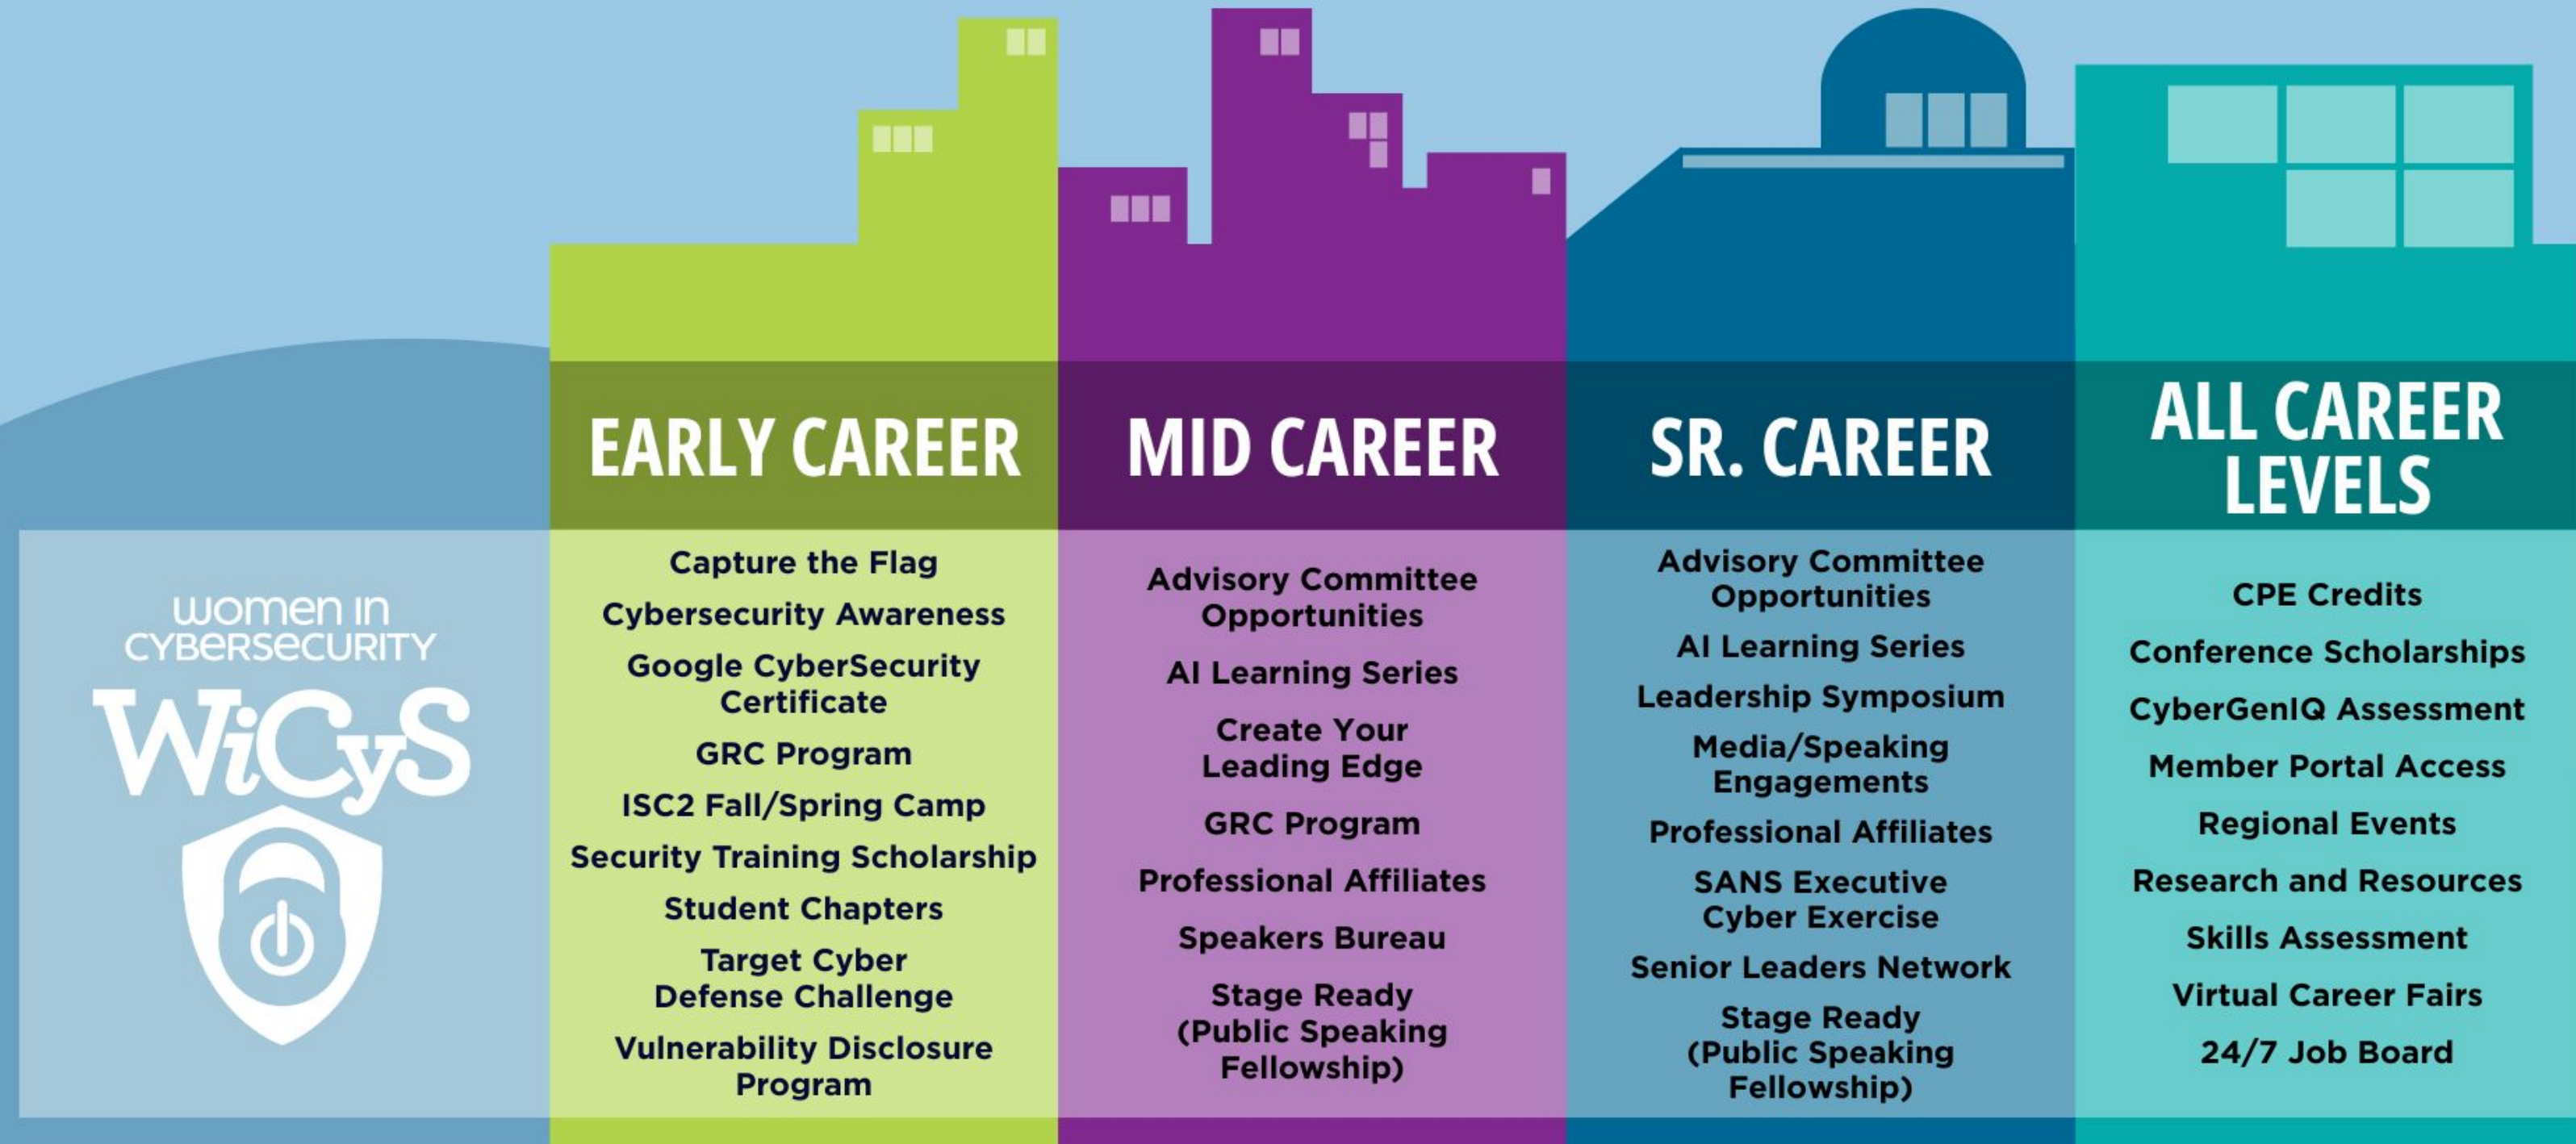 women in
CYBERSECURITY
WiCyS
EARLY CAREER
Capture the Flag
Cybersecurity Awareness
Google CyberSecurity
Certificate
GRC Program
ISC2 Fall/Spring Camp
Security Training Scholarship
Student Chapters
Target Cyber
Defense Challenge
Vulnerability Disclosure
Program
MID CAREER
Advisory Committee
Opportunities
AI Learning Series
Create Your
Leading Edge
GRC Program
Professional Affiliates
Speakers Bureau
Stage Ready
(Public Speaking
Fellowship)
SR. CAREER
Advisory Committee
Opportunities
AI Learning Series
Leadership Symposium
Media/Speaking
Engagements
Professional Affiliates
SANS Executive
Cyber Exercise
Senior Leaders Network
Stage Ready
(Public Speaking
Fellowship)
ALL CAREER
LEVELS
CPE Credits
Conference Scholarships
CyberGenIQ Assessment
Member Portal Access
Regional Events
Research and Resources
Skills Assessment
Virtual Career Fairs
24/7 Job Board